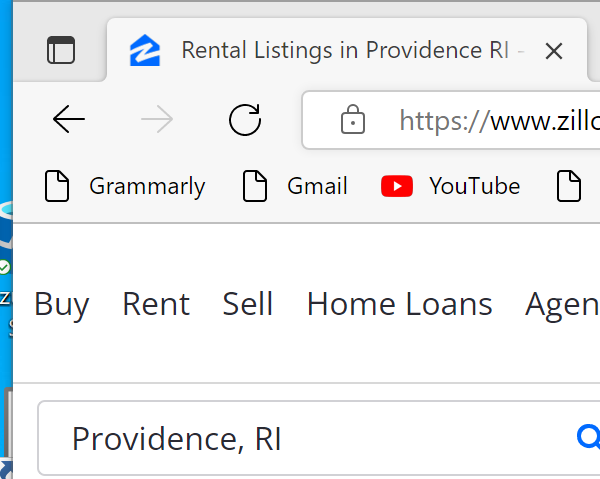 Rental Listings in Providence RI -
https://www.zillo
Grammarly Gmail YouTube
Buy Rent Sell Home Loans Agen
Providence, RI